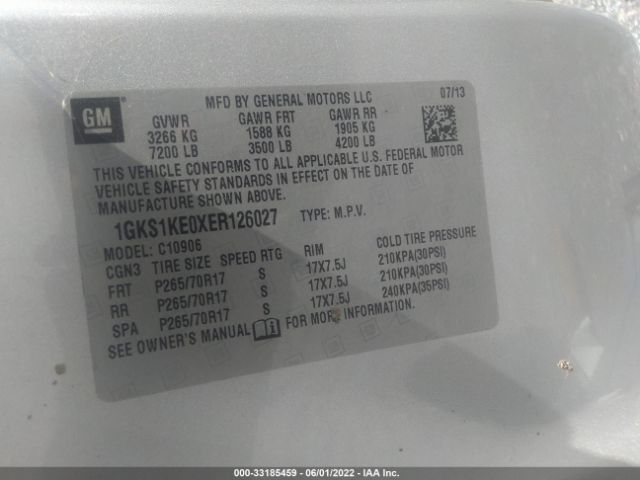 GM
MFD BY GENERAL MOTORS LLC 07/13
GVWR GAWR FRT GAWR RR
3266 KG 1588 KG 1905 KG
7200 LB 3500 LB 4200 LB
THIS VEHICLE CONFORMS TO ALL APPLICABLE U.S. FEDERAL MOTOR
VEHICLE SAFETY STANDARDS IN EFFECT ON THE DATE OF
MANUFACTURE SHOWN ABOVE.
1GKS1KE0XER126027 TYPE: M.P.V.
MODEL: C10906
CGN3 TIRE SIZE SPEED RTG RIM COLD TIRE PRESSURE
FRT P265/70R17 S 17X7.5J 210KPA(30PSI)
RR P265/70R17 S 17X7.5J 210KPA(30PSI)
SPA P265/70R17 S 17X7.5J 240KPA(35PSI)
SEE OWNER'S MANUAL FOR MORE INFORMATION.
000-33185459 - 06/01/2022 - IAA Inc.